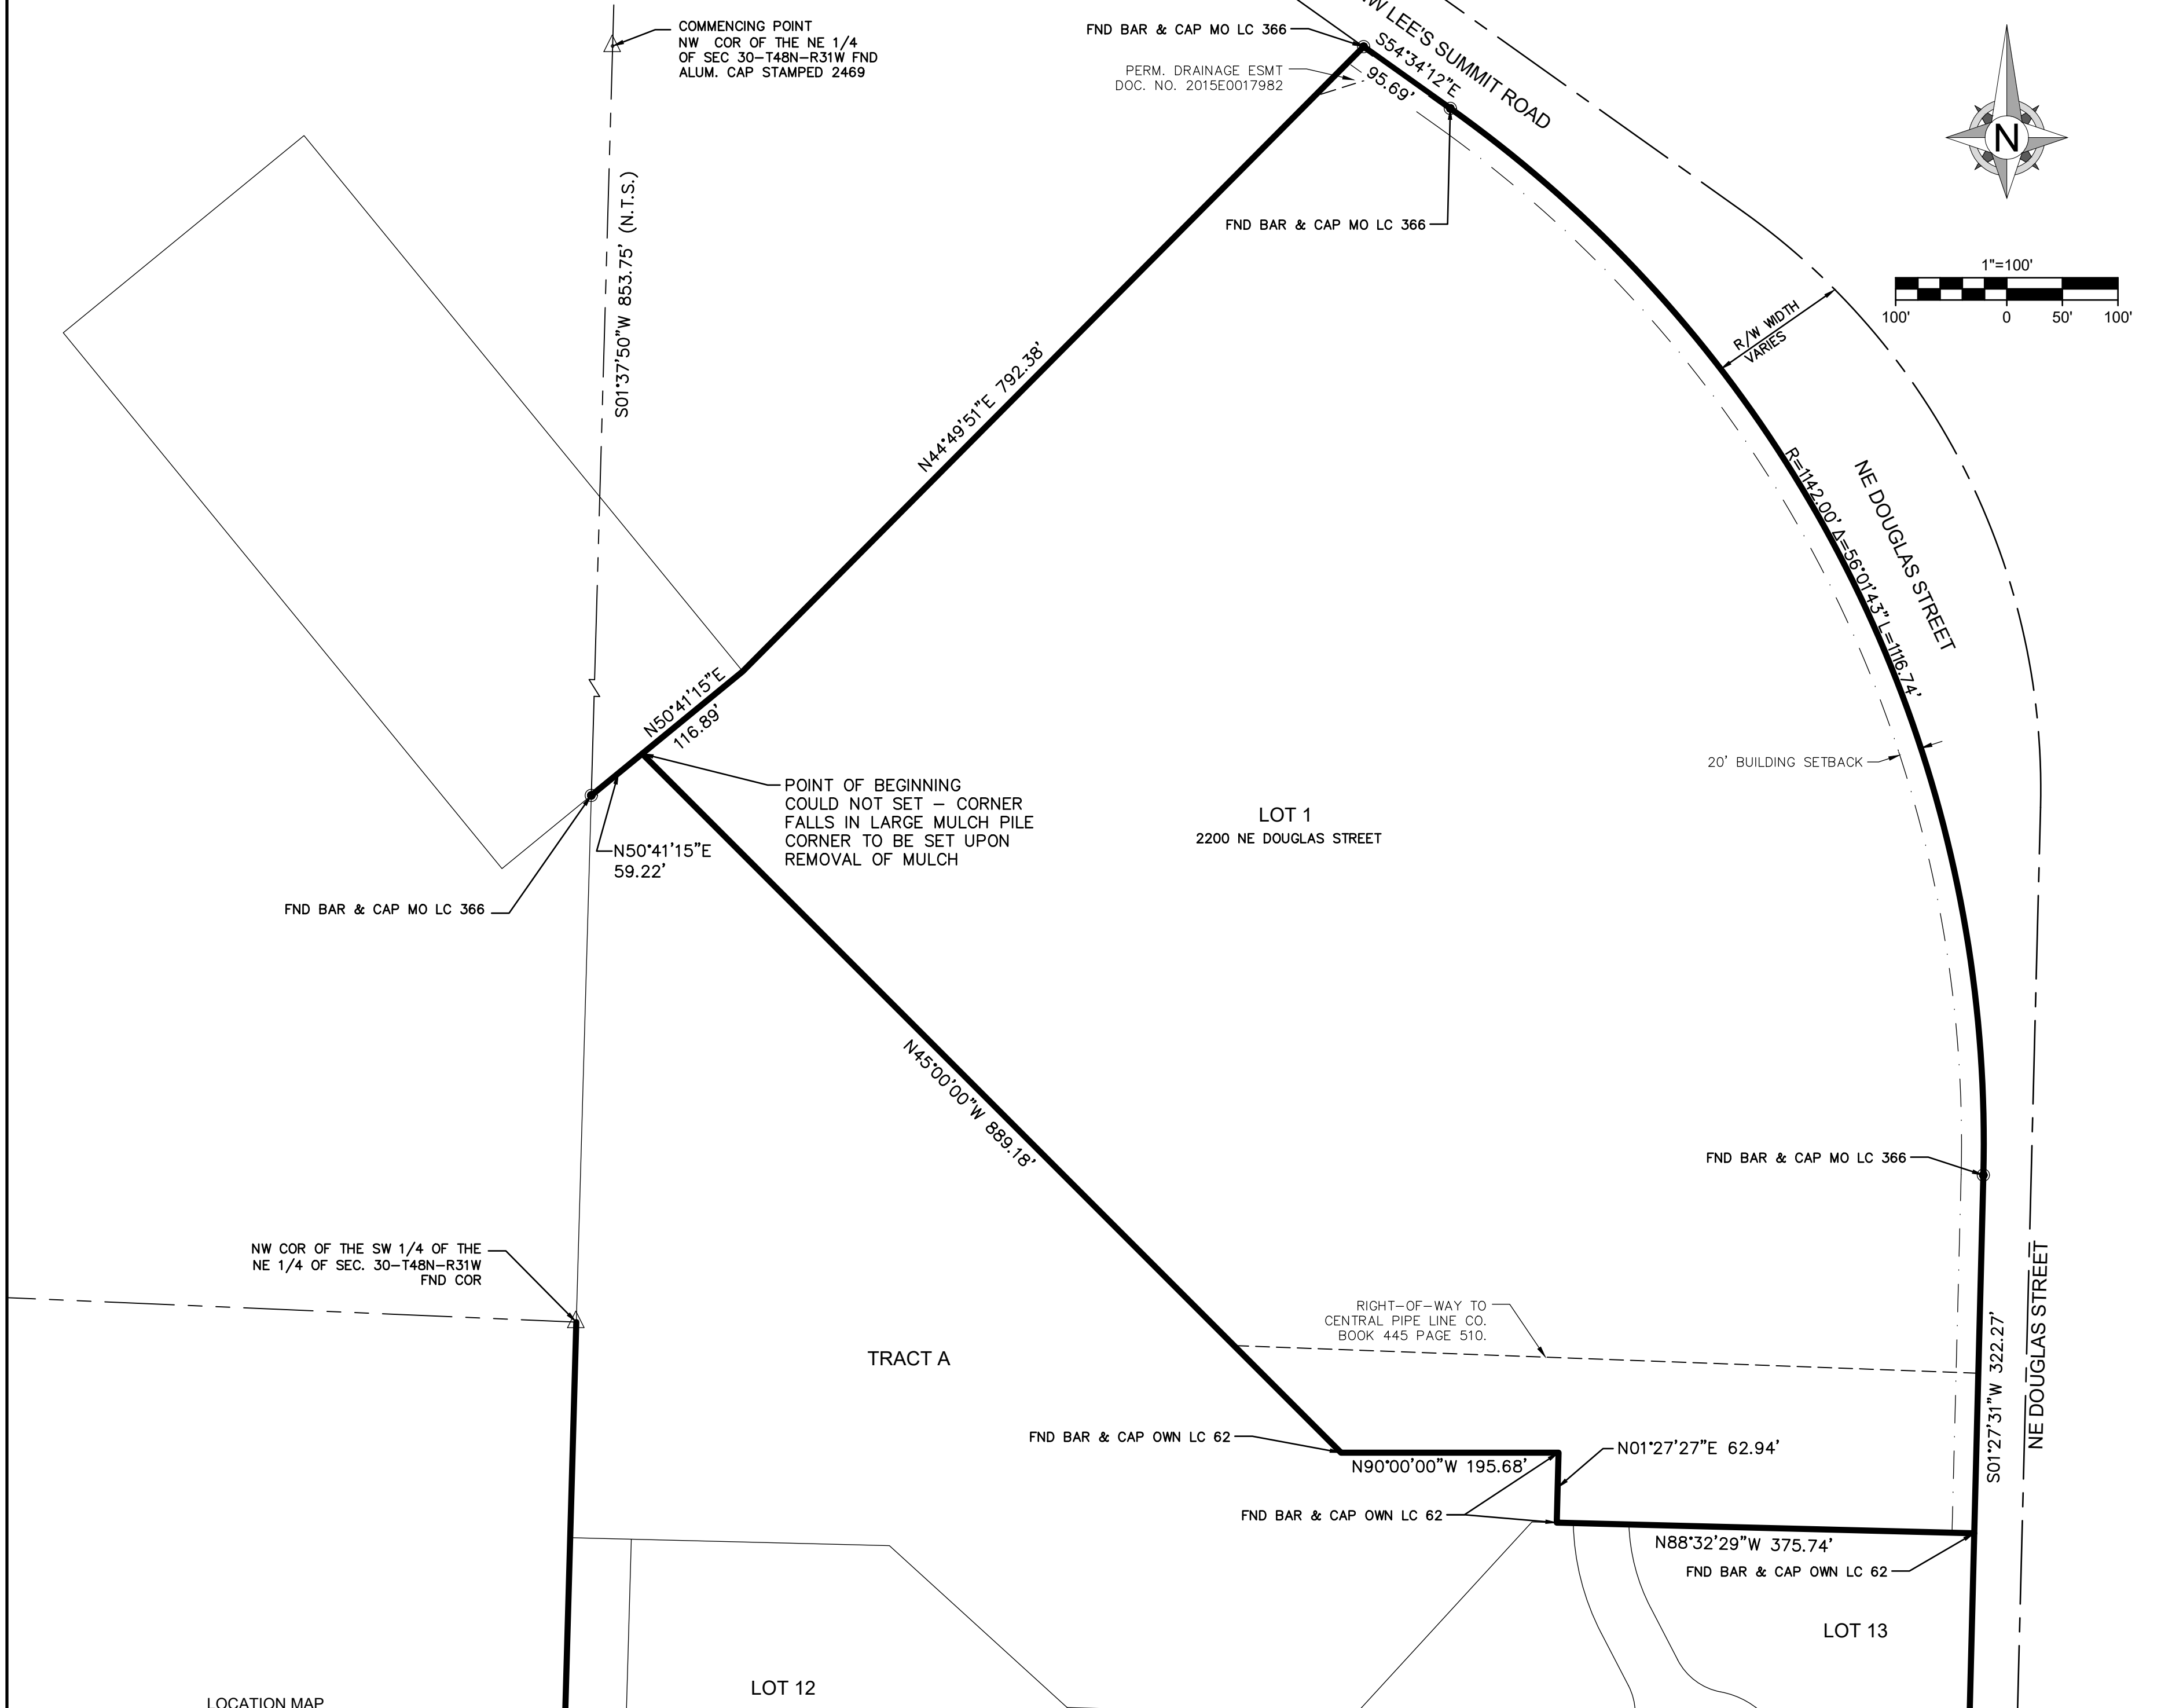 COMMENCING POINT
NW COR OF THE NE 1/4
OF SEC 30-T48N-R31W FND
ALUM. CAP STAMPED 2469
FND BAR & CAP MO LC 366
PERM. DRAINAGE ESMT
DOC. NO. 2015E0017982
S54°34'12"E
95.69'
LEE'S SUMMIT ROAD
N
FND BAR & CAP MO LC 366
1"=100'
100' 0 50' 100'
R/W WIDTH
VARIES
S01°37'50"W 853.75' (N.T.S.)
N44°49'51"E 792.38'
R=1142.00' Δ=56°01'43" L=1116.74'
NE DOUGLAS STREET
N50°41'15"E
116.89'
20' BUILDING SETBACK
POINT OF BEGINNING
COULD NOT SET – CORNER
FALLS IN LARGE MULCH PILE
CORNER TO BE SET UPON
REMOVAL OF MULCH
LOT 1
2200 NE DOUGLAS STREET
N50°41'15"E
59.22'
FND BAR & CAP MO LC 366
N45°00'00"W 889.18'
FND BAR & CAP MO LC 366
NW COR OF THE SW 1/4 OF THE
NE 1/4 OF SEC. 30-T48N-R31W
FND COR
RIGHT-OF-WAY TO
CENTRAL PIPE LINE CO.
BOOK 445 PAGE 510.
TRACT A
S01°27'31"W 322.27'
NE DOUGLAS STREET
FND BAR & CAP OWN LC 62
N90°00'00"W 195.68'
N01°27'27"E 62.94'
FND BAR & CAP OWN LC 62
N88°32'29"W 375.74'
FND BAR & CAP OWN LC 62
LOT 13
LOT 12
LOCATION MAP